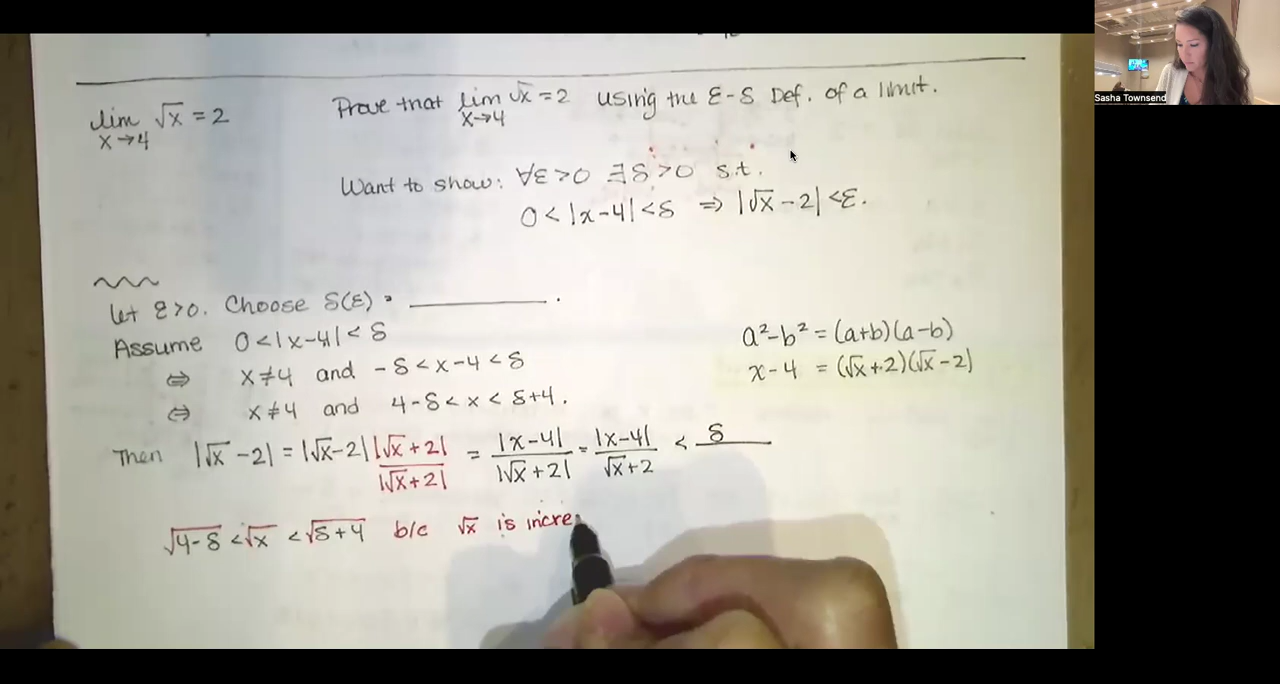 lim √x = 2
x→4
Prove that lim √x = 2 using the ε-δ Def. of a limit.
x→4
Want to show: ∀ε>0 ∃δ>0 s.t.
0<|x-4|<δ ⇒ |√x-2|<ε.
Let ε>0. Choose δ(ε) = ________.
Assume 0<|x-4|<δ
⇔ x≠4 and -δ<x-4<δ
⇔ x≠4 and 4-δ<x<δ+4.
a²-b² = (a+b)(a-b)
x-4 = (√x+2)(√x-2)
Then |√x-2| = |√x-2| |√x+2| / |√x+2| = |x-4| / |√x+2| = |x-4| / √x+2 < δ / 
√4-δ < √x < √δ+4 b/c √x is incre
Sasha Townsend